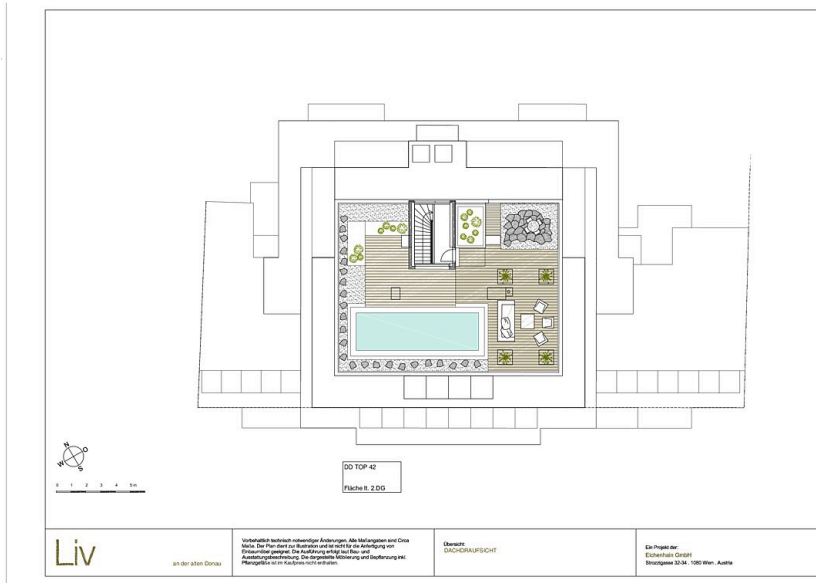 N
O
W
S
0 1 2 3 4 5 m
DD TOP 42
Fläche lt. 2.DG
Liv
an der alten Donau
Vorbehaltlich technisch notwendiger Änderungen. Alle Maßangaben sind Circa
Maße. Der Plan dient zur Illustration und ist nicht für die Anfertigung von
Einbaumöbel geeignet. Die Ausführung erfolgt laut Bau- und
Ausstattungsbeschreibung. Die dargestellte Möblierung und Bepflanzung inkl.
Pflanzgefäße ist im Kaufpreis nicht enthalten.
Übersicht:
DACHDRAUFSICHT
Ein Projekt der:
Eichenhain GmbH
Strozzigasse 32-34 . 1080 Wien . Austria